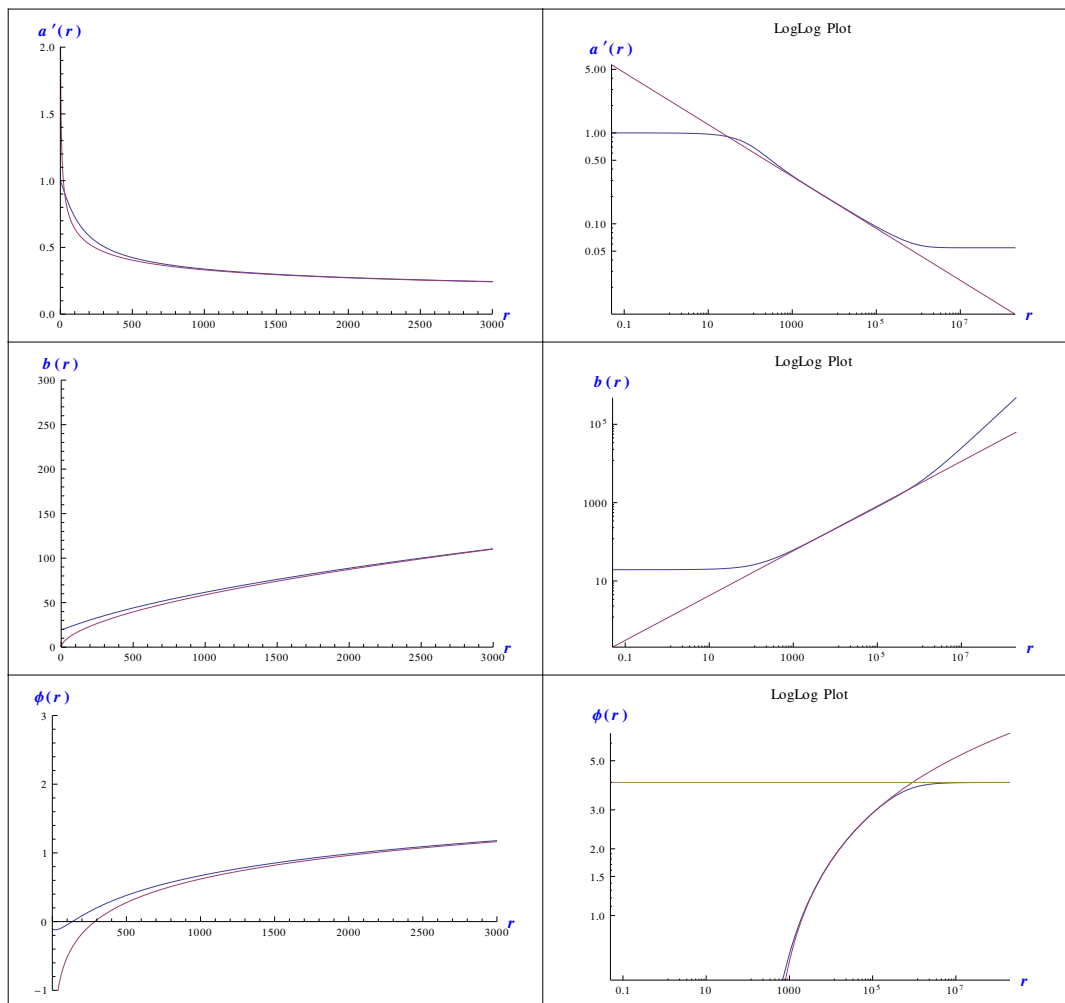 a′(r)
2.0
1.5
1.0
0.5
0.0
0 500 1000 1500 2000 2500 3000 r
LogLog Plot
a′(r)
5.00
1.00
0.50
0.10
0.05
0.1 10 1000 10^5 10^7 r
b(r)
300
250
200
150
100
50
0
0 500 1000 1500 2000 2500 3000 r
LogLog Plot
b(r)
10^5
1000
10
0.1 10 1000 10^5 10^7 r
ϕ(r)
3
2
1
0
−1
500 1000 1500 2000 2500 3000 r
LogLog Plot
ϕ(r)
5.0
3.0
2.0
1.5
1.0
0.1 10 1000 10^5 10^7 r